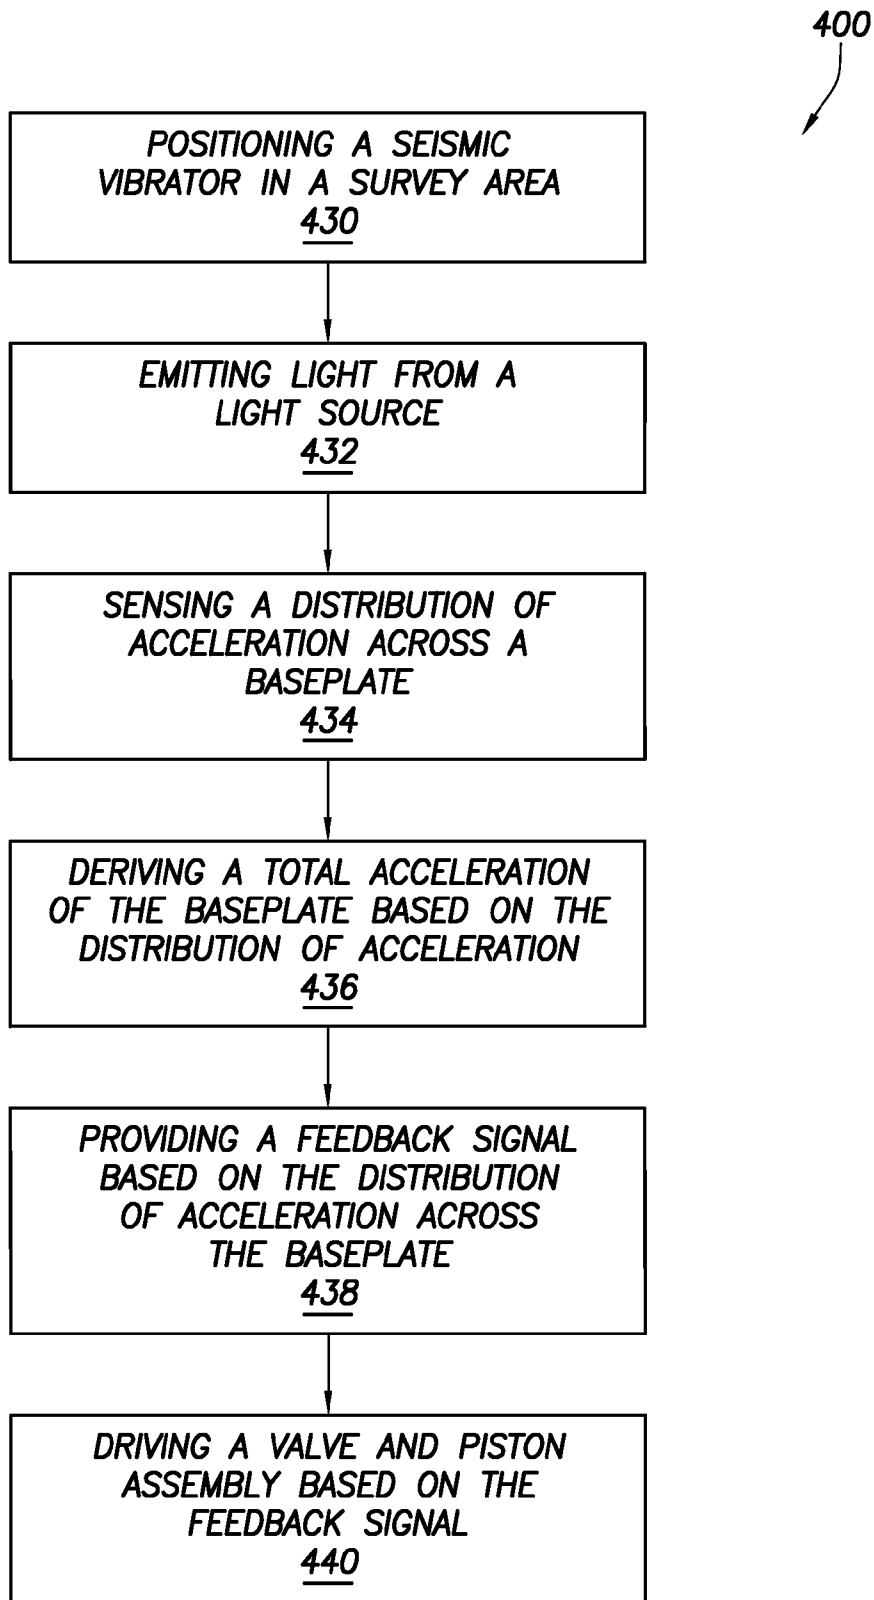 400
POSITIONING A SEISMIC
VIBRATOR IN A SURVEY AREA
430
EMITTING LIGHT FROM A
LIGHT SOURCE
432
SENSING A DISTRIBUTION OF
ACCELERATION ACROSS A
BASEPLATE
434
DERIVING A TOTAL ACCELERATION
OF THE BASEPLATE BASED ON THE
DISTRIBUTION OF ACCELERATION
436
PROVIDING A FEEDBACK SIGNAL
BASED ON THE DISTRIBUTION
OF ACCELERATION ACROSS
THE BASEPLATE
438
DRIVING A VALVE AND PISTON
ASSEMBLY BASED ON THE
FEEDBACK SIGNAL
440